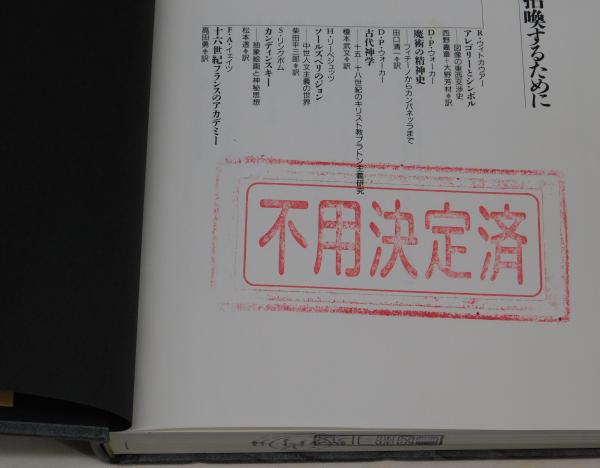 召喚するために
R・ウィトカウアー
アレゴリーとシンボル
―図像の東西交渉史
西野嘉章＋大野芳材★訳
D・P・ウォーカー
魔術の精神史
―フィチーノからカンパネッラまで
田口清一★訳
D・P・ウォーカー
古代神学
―十五‐十八世紀のキリスト教プラトン主義研究
榎本武文★訳
H・リーベシュッツ
ソールズベリのジョン
―中世人文主義の世界
柴田平三郎★訳
S・リングボム
カンディンスキー
―抽象絵画と神秘思想
松本透★訳
F・A・イェイツ
十六世紀フランスのアカデミー
高田勇★訳
不用決定済